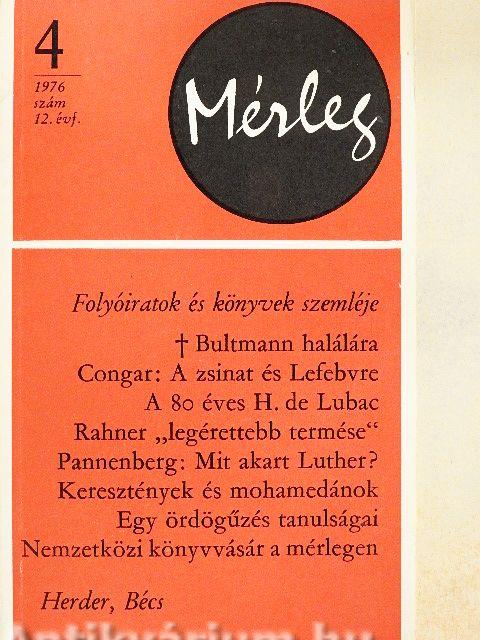 4
1976
szám
12. évf.
Mérleg
Folyóiratok és könyvek szemléje
† Bultmann halálára
Congar: A zsinat és Lefebvre
A 80 éves H. de Lubac
Rahner „legérettebb termése“
Pannenberg: Mit akart Luther?
Keresztények és mohamedánok
Egy ördögűzés tanulságai
Nemzetközi könyvvásár a mérlegen
Herder, Bécs
Antikvárium.hu